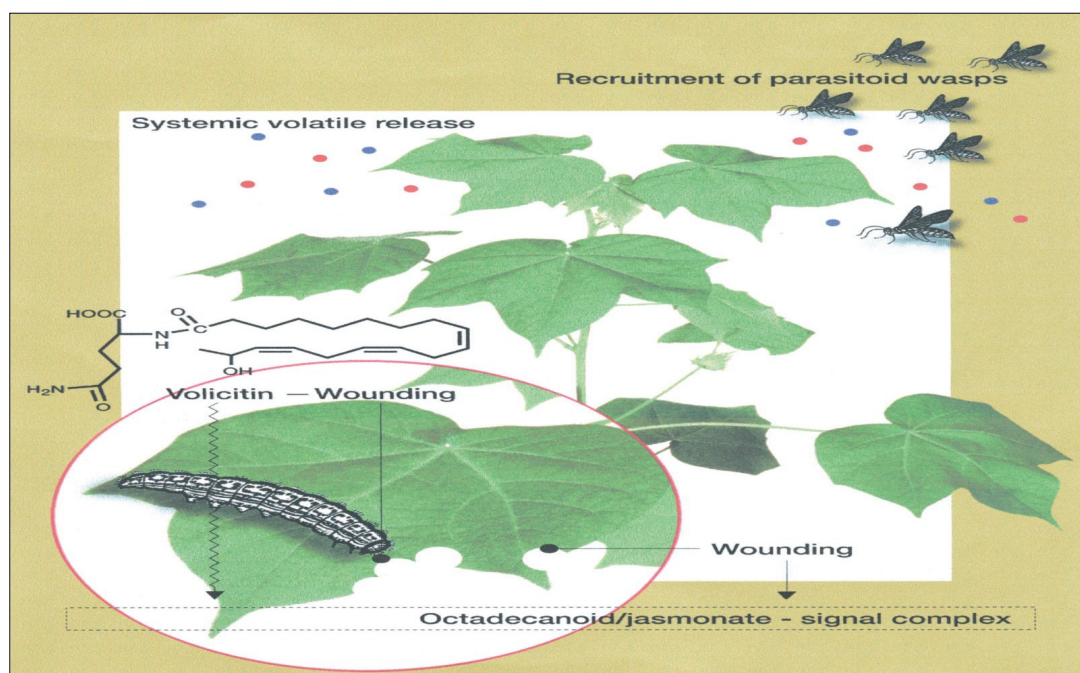 Recruitment of parasitoid wasps
Systemic volatile release
HOOC
O
C
N
H
OH
H₂N
O
Volicitin – Wounding
Wounding
Octadecanoid/jasmonate - signal complex